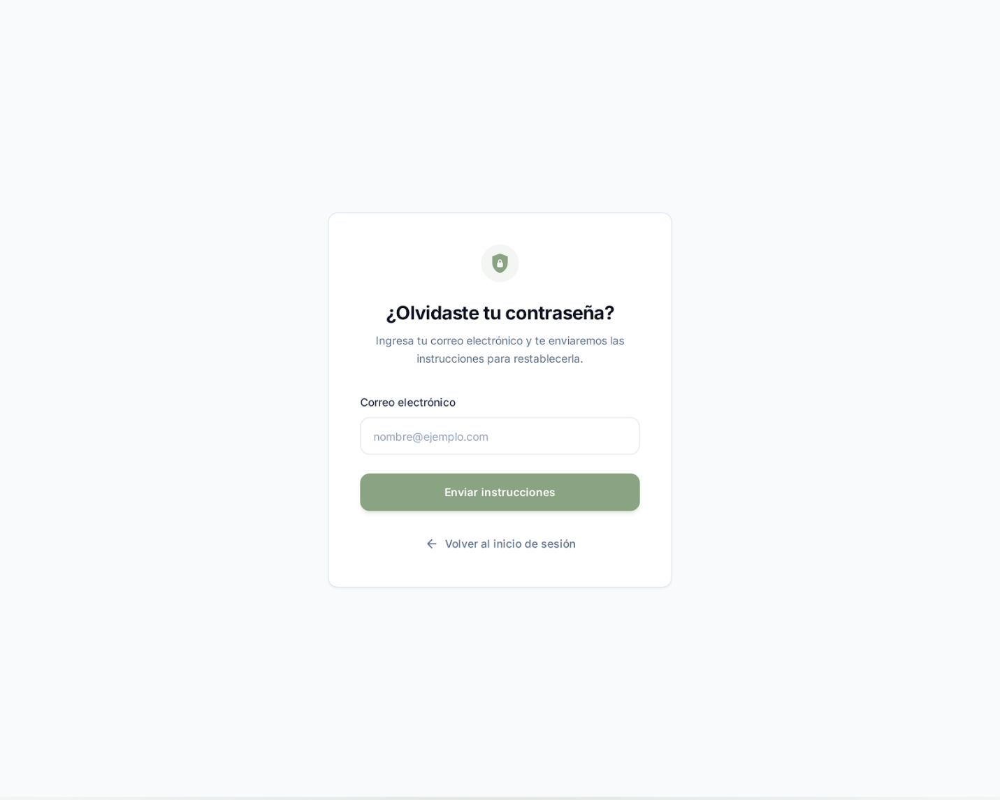 ¿Olvidaste tu contraseña?
Ingresa tu correo electrónico y te enviaremos las
instrucciones para restablecerla.
Correo electrónico
nombre@ejemplo.com
Enviar instrucciones
Volver al inicio de sesión